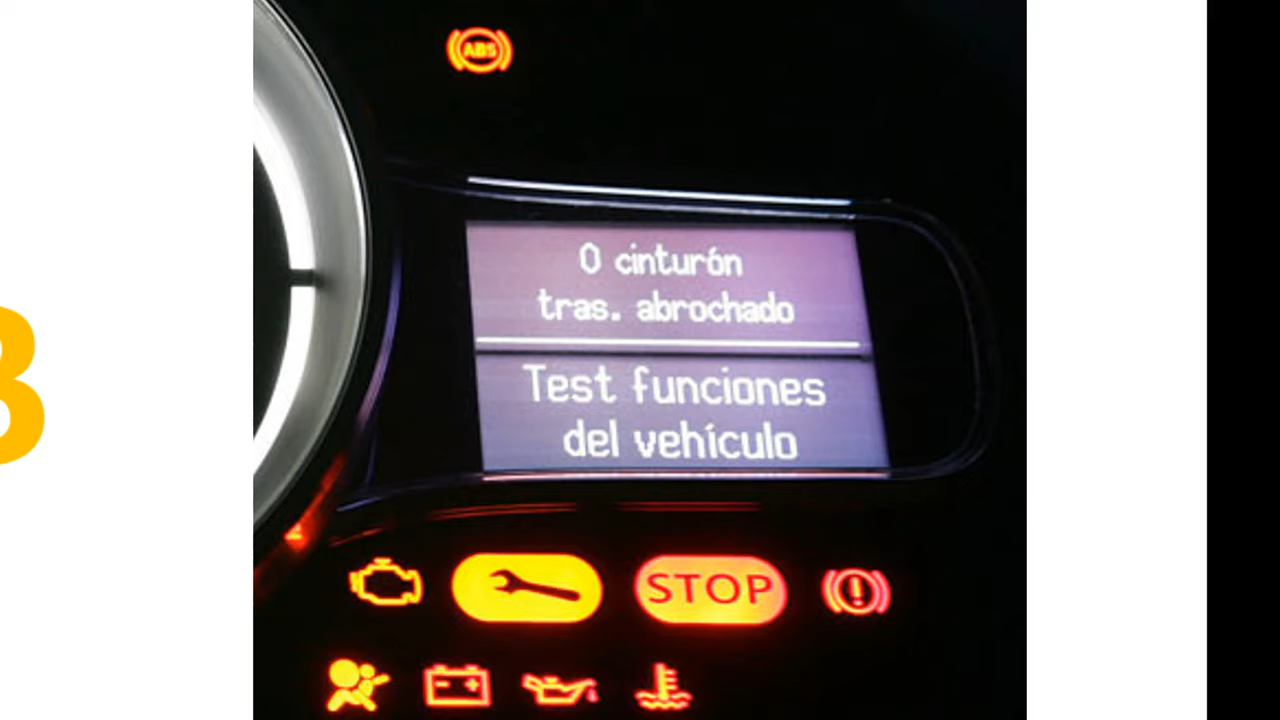 ABS
0 cinturón
tras. abrochado
Test funciones
del vehículo
STOP